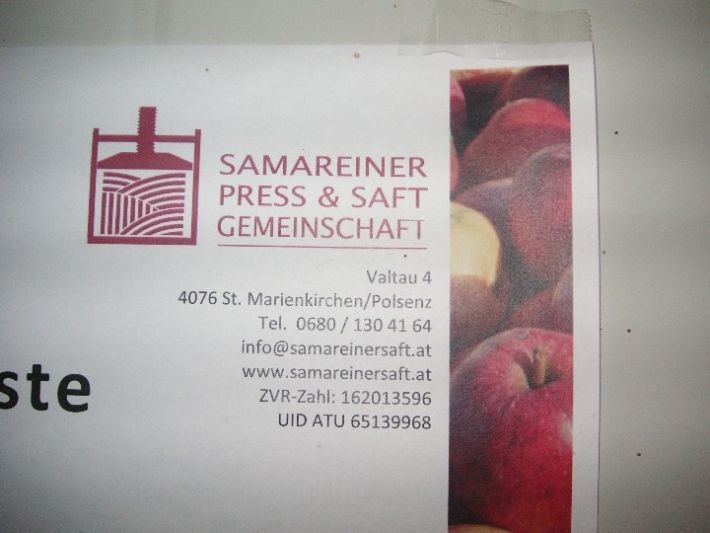 SAMAREINER
PRESS & SAFT
GEMEINSCHAFT
Valtau 4
4076 St. Marienkirchen/Polsenz
Tel. 0680 / 130 41 64
info@samareinersaft.at
www.samareinersaft.at
ZVR-Zahl: 162013596
UID ATU 65139968
ste